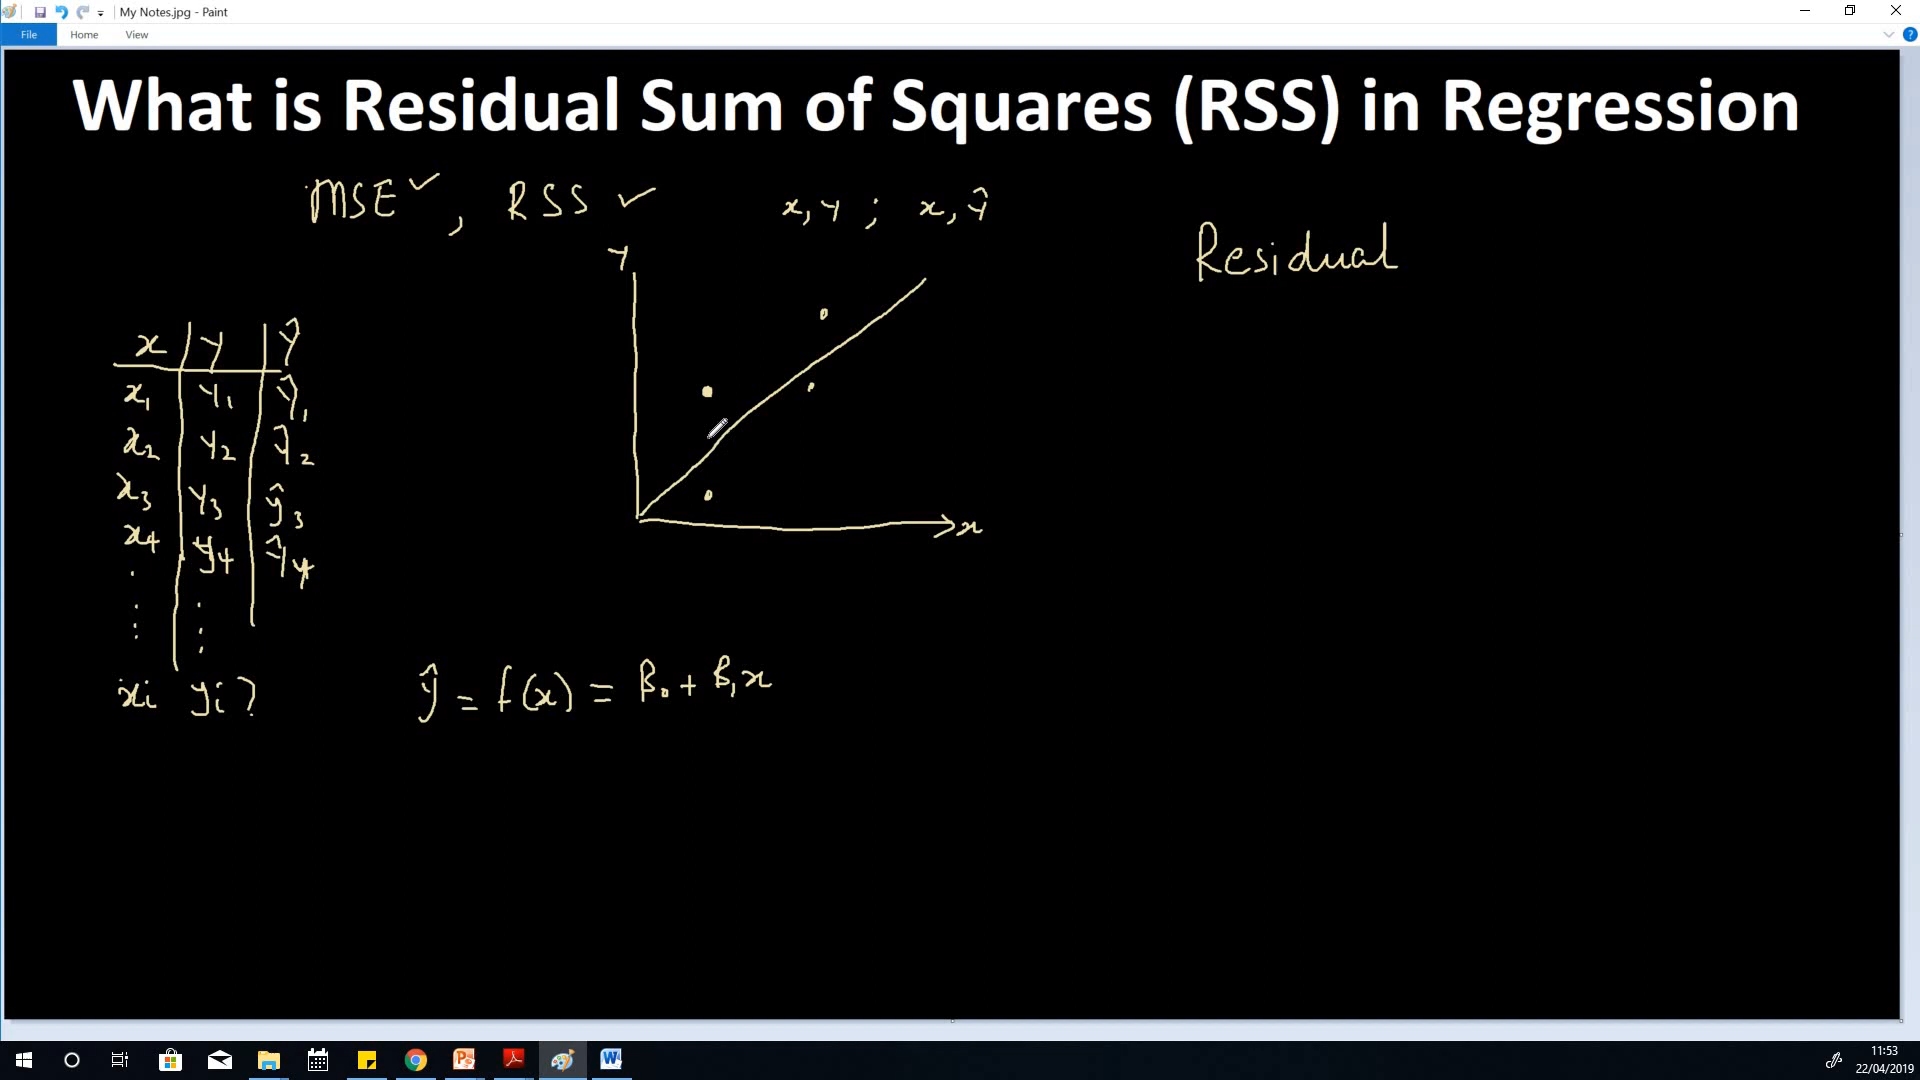 My Notes.jpg - Paint
File Home View
What is Residual Sum of Squares (RSS) in Regression
MSE ✓, RSS ✓ x, y ; x, ŷ
Residual
Y
x | y | ŷ
x₁ y₁ ŷ₁
x₂ y₂ ŷ₂
x₃ y₃ ŷ₃
x₄ y₄ ŷ₄
x
xi yi ?
ŷ = f(x) = β₀ + β₁x
11:53
22/04/2019